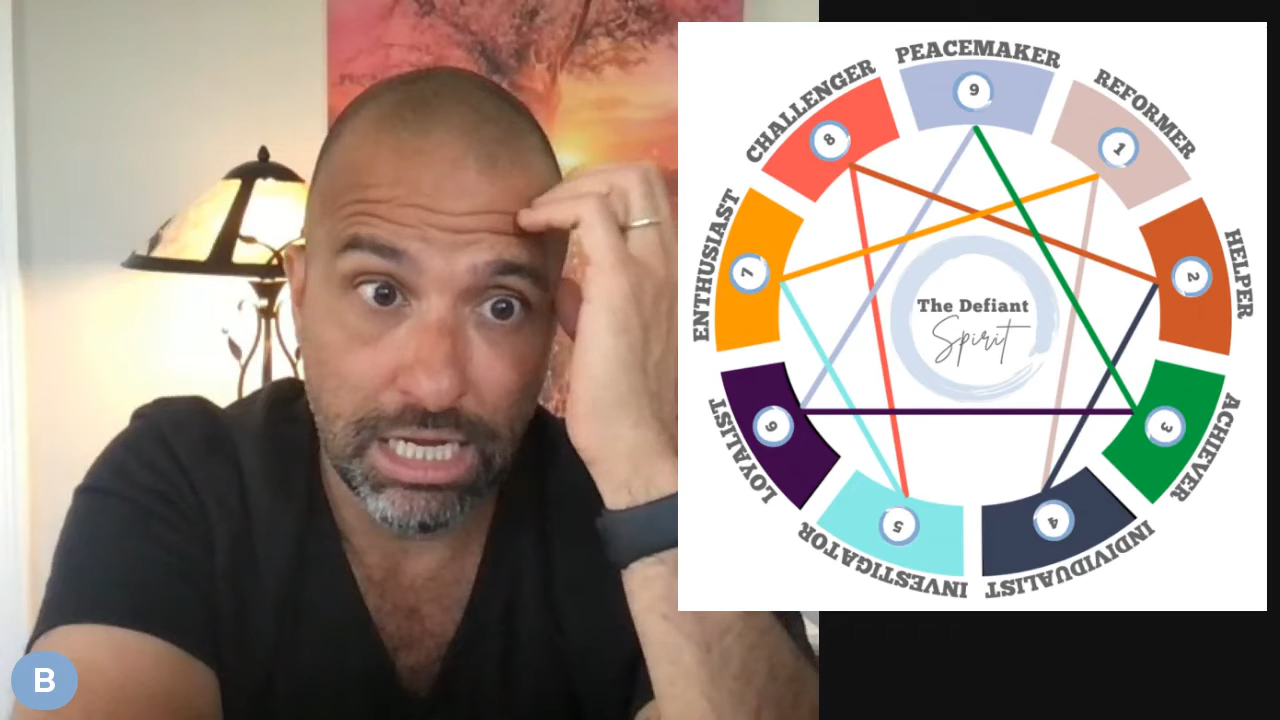 PEACEMAKER
9
REFORMER
1
HELPER
2
ACHIEVER
3
INDIVIDUALIST
4
INVESTIGATOR
5
LOYALIST
6
ENTHUSIAST
7
CHALLENGER
8
The Defiant
Spirit
B